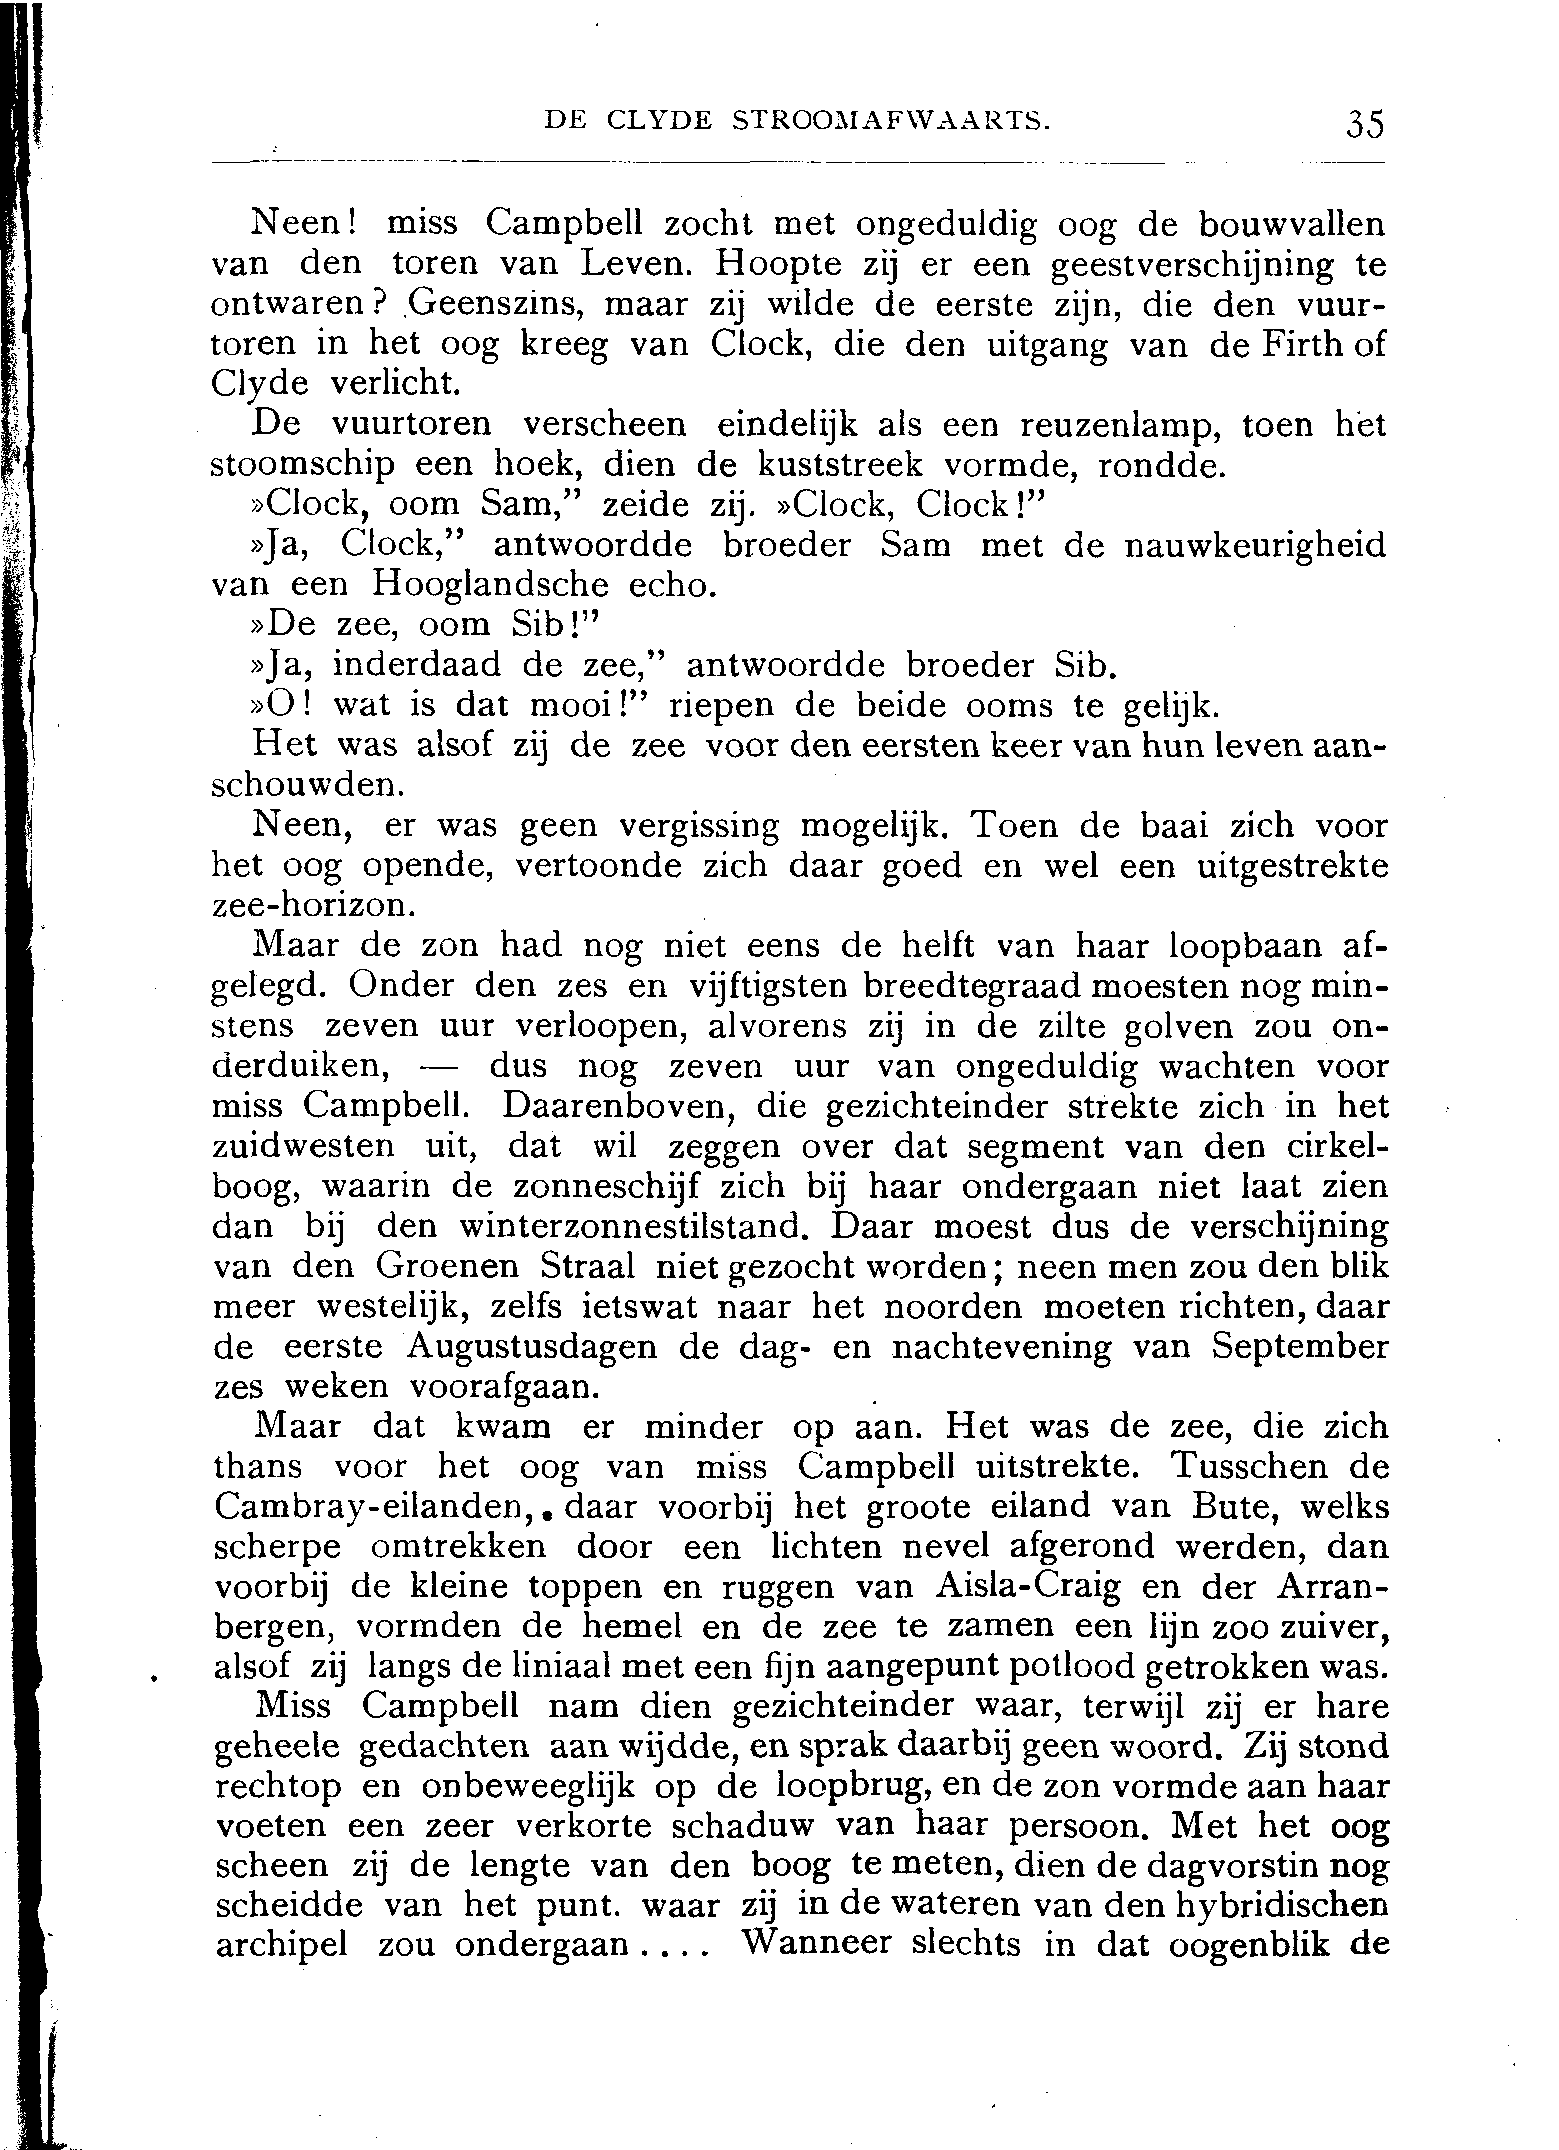 DE CLYDE STROOMAFWAARTS. 35
Neen! miss Campbell zocht met ongeduldig oog de bouwvallen
van den toren van Leven. Hoopte zij er een geestverschijning te
ontwaren? Geenszins, maar zij wilde de eerste zijn, die den vuur-
toren in het oog kreeg van Clock, die den uitgang van de Firth of
Clyde verlicht.
De vuurtoren verscheen eindelijk als een reuzenlamp, toen het
stoomschip een hoek, dien de kuststreek vormde, rondde.
»Clock, oom Sam,” zeide zij. »Clock, Clock!”
»Ja, Clock,” antwoordde broeder Sam met de nauwkeurigheid
van een Hooglandsche echo.
»De zee, oom Sib!”
»Ja, inderdaad de zee,” antwoordde broeder Sib.
»O! wat is dat mooi!” riepen de beide ooms te gelijk.
Het was alsof zij de zee voor den eersten keer van hun leven aan-
schouwden.
Neen, er was geen vergissing mogelijk. Toen de baai zich voor
het oog opende, vertoonde zich daar goed en wel een uitgestrekte
zee-horizon.
Maar de zon had nog niet eens de helft van haar loopbaan af-
gelegd. Onder den zes en vijftigsten breedtegraad moesten nog min-
stens zeven uur verloopen, alvorens zij in de zilte golven zou on-
derduiken, — dus nog zeven uur van ongeduldig wachten voor
miss Campbell. Daarenboven, die gezichteinder strekte zich in het
zuidwesten uit, dat wil zeggen over dat segment van den cirkel-
boog, waarin de zonneschijf zich bij haar ondergaan niet laat zien
dan bij den winterzonnestilstand. Daar moest dus de verschijning
van den Groenen Straal niet gezocht worden; neen men zou den blik
meer westelijk, zelfs ietswat naar het noorden moeten richten, daar
de eerste Augustusdagen de dag- en nachtevening van September
zes weken voorafgaan.
Maar dat kwam er minder op aan. Het was de zee, die zich
thans voor het oog van miss Campbell uitstrekte. Tusschen de
Cambray-eilanden,. daar voorbij het groote eiland van Bute, welks
scherpe omtrekken door een lichten nevel afgerond werden, dan
voorbij de kleine toppen en ruggen van Aisla-Craig en der Arran-
bergen, vormden de hemel en de zee te zamen een lijn zoo zuiver,
alsof zij langs de liniaal met een fijn aangepunt potlood getrokken was.
Miss Campbell nam dien gezichteinder waar, terwijl zij er hare
geheele gedachten aan wijdde, en sprak daarbij geen woord. Zij stond
rechtop en onbeweeglijk op de loopbrug, en de zon vormde aan haar
voeten een zeer verkorte schaduw van haar persoon. Met het oog
scheen zij de lengte van den boog te meten, dien de dagvorstin nog
scheidde van het punt. waar zij in de wateren van den hybridischen
archipel zou ondergaan .... Wanneer slechts in dat oogenblik de